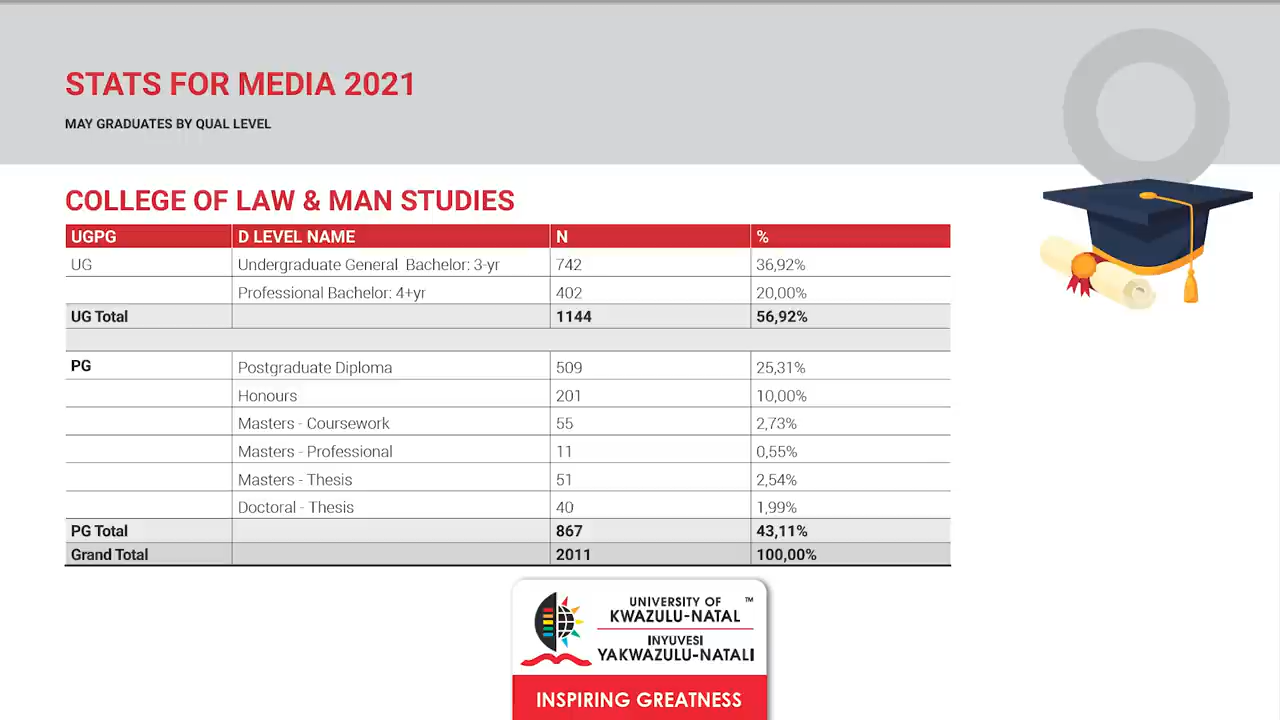 STATS FOR MEDIA 2021
MAY GRADUATES BY QUAL LEVEL
COLLEGE OF LAW & MAN STUDIES
UGPG D LEVEL NAME N %
UG Undergraduate General Bachelor: 3-yr 742 36,92%
Professional Bachelor: 4+yr 402 20,00%
UG Total 1144 56,92%
PG Postgraduate Diploma 509 25,31%
Honours 201 10,00%
Masters - Coursework 55 2,73%
Masters - Professional 11 0,55%
Masters - Thesis 51 2,54%
Doctoral - Thesis 40 1,99%
PG Total 867 43,11%
Grand Total 2011 100,00%
UNIVERSITY OF ™
KWAZULU-NATAL
INYUVESI
YAKWAZULU-NATALI
INSPIRING GREATNESS